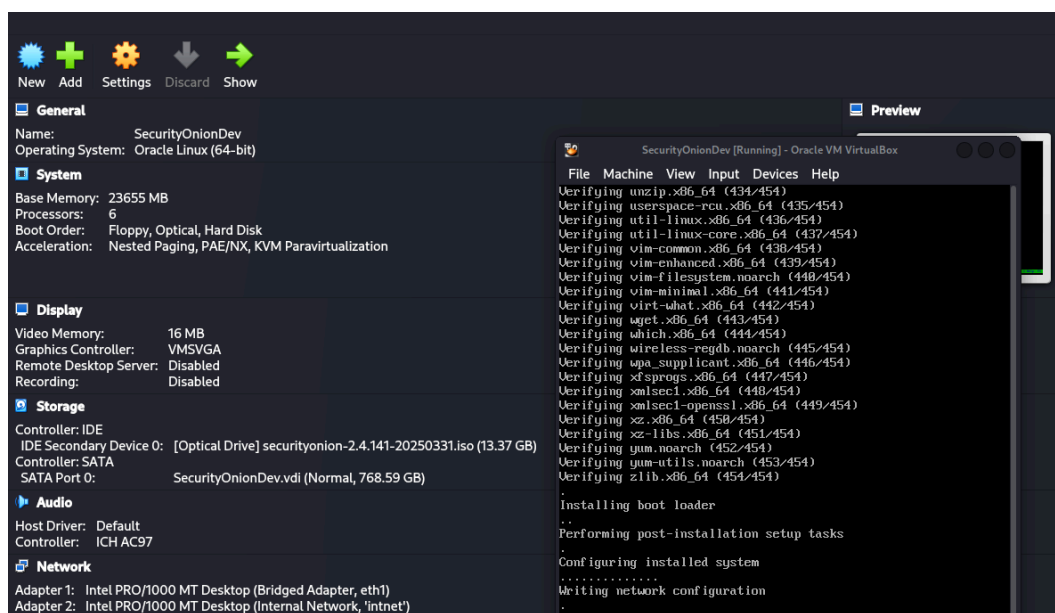 New Add Settings Discard Show
General
Name: SecurityOnionDev
Operating System: Oracle Linux (64-bit)
System
Base Memory: 23655 MB
Processors: 6
Boot Order: Floppy, Optical, Hard Disk
Acceleration: Nested Paging, PAE/NX, KVM Paravirtualization
Display
Video Memory: 16 MB
Graphics Controller: VMSVGA
Remote Desktop Server: Disabled
Recording: Disabled
Storage
Controller: IDE
IDE Secondary Device 0: [Optical Drive] securityonion-2.4.141-20250331.iso (13.37 GB)
Controller: SATA
SATA Port 0: SecurityOnionDev.vdi (Normal, 768.59 GB)
Audio
Host Driver: Default
Controller: ICH AC97
Network
Adapter 1: Intel PRO/1000 MT Desktop (Bridged Adapter, eth1)
Adapter 2: Intel PRO/1000 MT Desktop (Internal Network, 'intnet')
Preview
SecurityOnionDev [Running] - Oracle VM VirtualBox
File Machine View Input Devices Help
Verifying unzip.x86_64 (434/454)
Verifying userspace-rcu.x86_64 (435/454)
Verifying util-linux.x86_64 (436/454)
Verifying util-linux-core.x86_64 (437/454)
Verifying vim-common.x86_64 (438/454)
Verifying vim-enhanced.x86_64 (439/454)
Verifying vim-filesystem.noarch (440/454)
Verifying vim-minimal.x86_64 (441/454)
Verifying virt-what.x86_64 (442/454)
Verifying wget.x86_64 (443/454)
Verifying which.x86_64 (444/454)
Verifying wireless-regdb.noarch (445/454)
Verifying wpa_supplicant.x86_64 (446/454)
Verifying xfsprogs.x86_64 (447/454)
Verifying xmlsec1.x86_64 (448/454)
Verifying xmlsec1-openssl.x86_64 (449/454)
Verifying xz.x86_64 (450/454)
Verifying xz-libs.x86_64 (451/454)
Verifying yum.noarch (452/454)
Verifying yum-utils.noarch (453/454)
Verifying zlib.x86_64 (454/454)
.
Installing boot loader
..
Performing post-installation setup tasks
.
Configuring installed system
..............
Writing network configuration
.